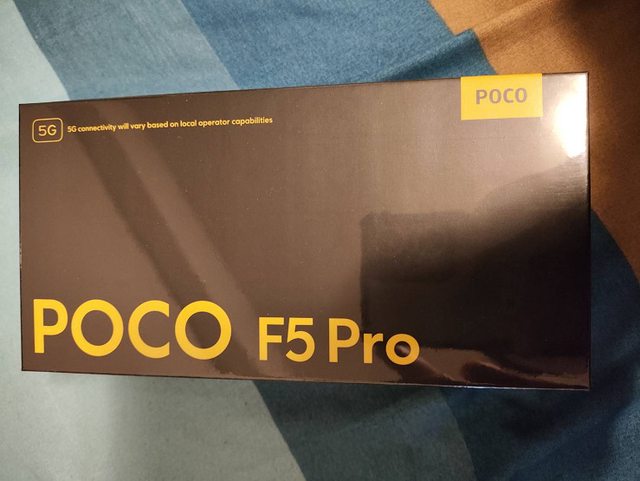 POCO
5G 5G connectivity will vary based on local operator capabilities
POCO F5 Pro